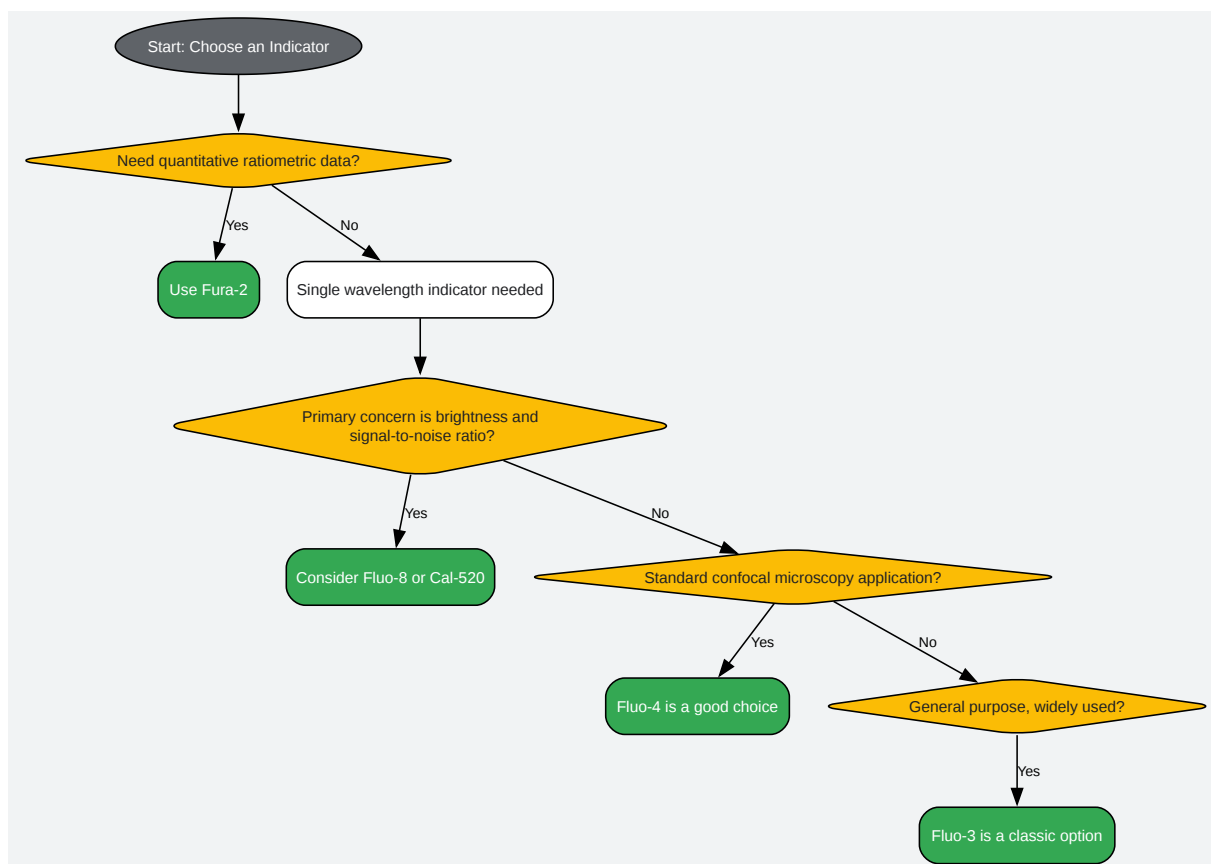 Start: Choose an Indicator
Need quantitative ratiometric data?
Yes
No
Use Fura-2
Single wavelength indicator needed
Primary concern is brightness and
signal-to-noise ratio?
Yes
No
Consider Fluo-8 or Cal-520
Standard confocal microscopy application?
Yes
No
Fluo-4 is a good choice
General purpose, widely used?
Yes
Fluo-3 is a classic option